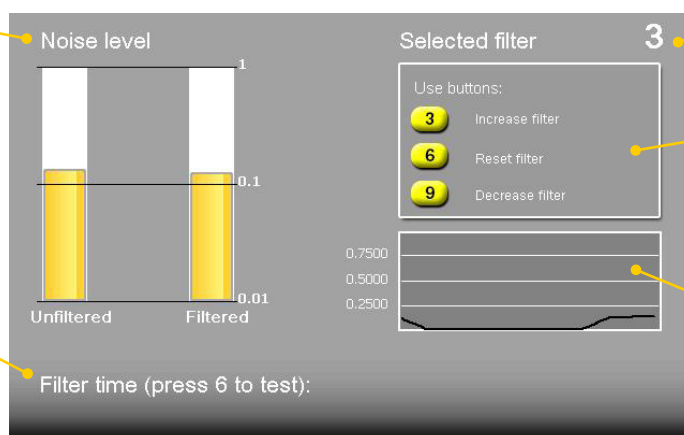 Noise level
1
0.1
0.01
Unfiltered
Filtered
Selected filter
3
Use buttons:
3 Increase filter
6 Reset filter
9 Decrease filter
0.7500
0.5000
0.2500
Filter time (press 6 to test):